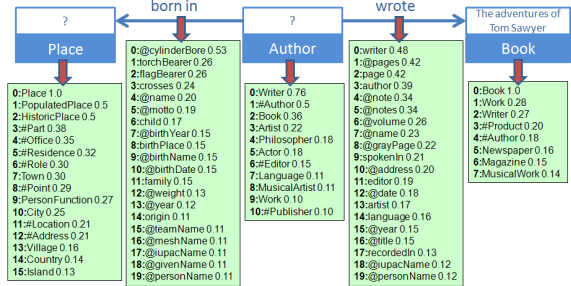 ? born in ? wrote The adventures of
Tom Sawyer
Place Author Book
0:Place 1.0
1:PopulatedPlace 0.5
2:HistoricPlace 0.5
3:#Part 0.38
4:#Office 0.35
5:#Residence 0.32
6:#Role 0.30
7:Town 0.30
8:#Point 0.29
9:PersonFunction 0.27
10:City 0.25
11:#Location 0.21
12:#Address 0.21
13:Village 0.16
14:Country 0.14
15:Island 0.13
0:@cylinderBore 0.53
1:torchBearer 0.26
2:flagBearer 0.26
3:crosses 0.24
4:@name 0.20
5:@motto 0.19
6:child 0.17
7:@birthYear 0.15
8:birthPlace 0.15
9:@birthName 0.15
10:@birthDate 0.15
11:family 0.15
12:@weight 0.13
13:@year 0.12
14:origin 0.11
15:@teamName 0.11
16:@meshName 0.11
17:@iupacName 0.11
18:@givenName 0.11
19:@personName 0.11
0:Writer 0.76
1:#Author 0.5
2:Book 0.36
3:Artist 0.22
4:Philosopher 0.18
5:Actor 0.18
6:#Editor 0.15
7:Language 0.11
8:MusicalArtist 0.11
9:Work 0.10
10:#Publisher 0.10
0:writer 0.48
1:@pages 0.42
2:page 0.42
3:author 0.39
4:@note 0.34
5:@notes 0.34
6:@volume 0.26
7:@name 0.23
8:@grayPage 0.22
9:spokenIn 0.21
10:@address 0.20
11:editor 0.19
12:@date 0.18
13:artist 0.17
14:language 0.16
15:@year 0.15
16:@title 0.15
17:recordedIn 0.13
18:@iupacName 0.12
19:@personName 0.12
0:Book 1.0
1:Work 0.28
2:Writer 0.27
3:#Product 0.20
4:#Author 0.18
5:Newspaper 0.16
6:Magazine 0.15
7:MusicalWork 0.14